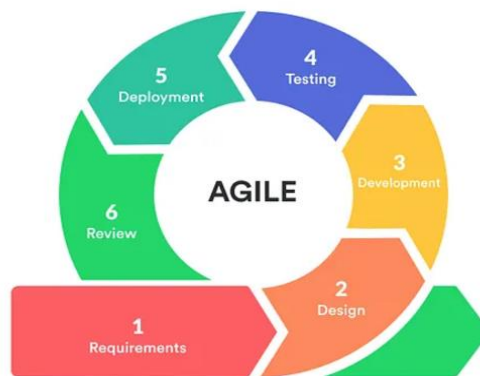 AGILE
1
Requirements
2
Design
3
Development
4
Testing
5
Deployment
6
Review